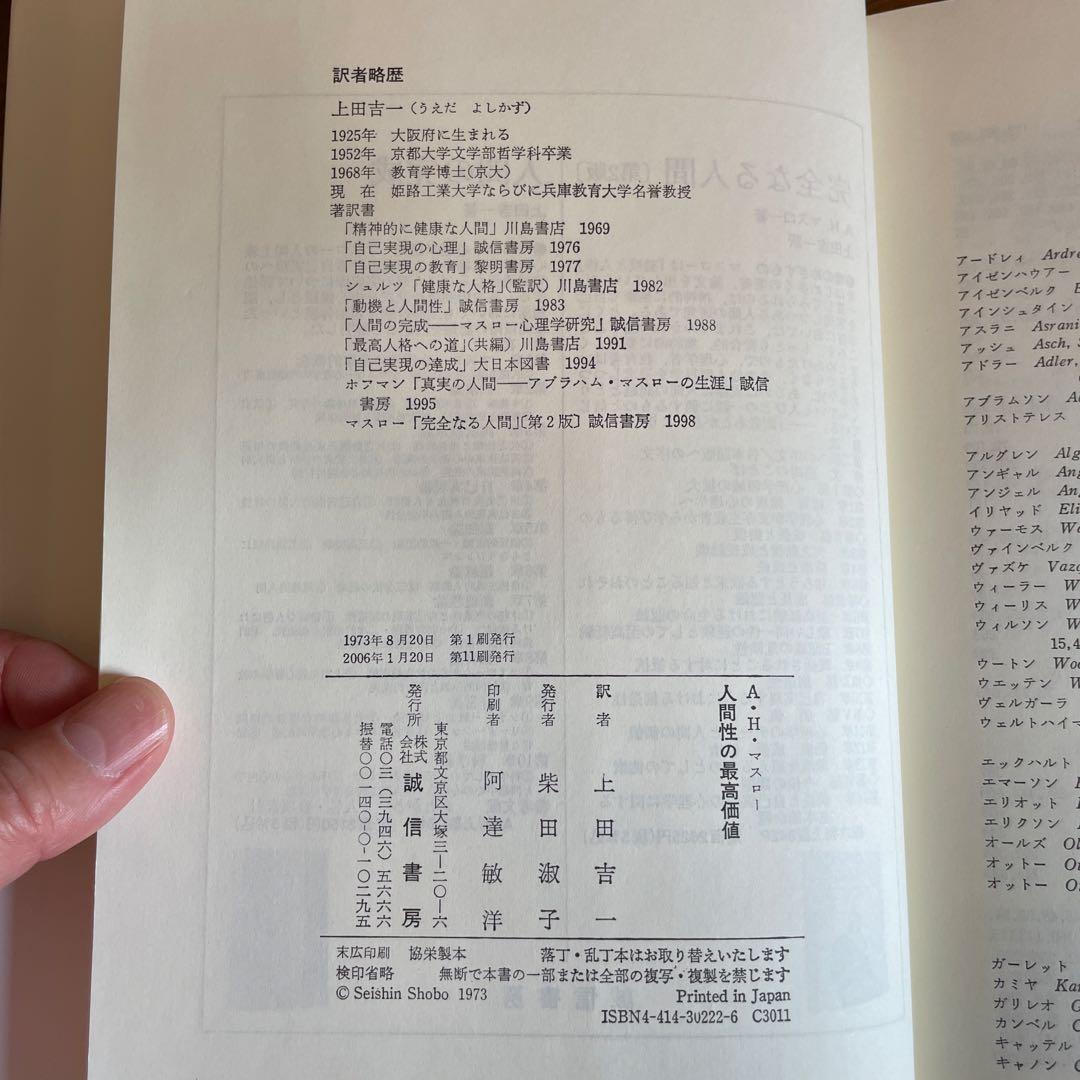 訳者略歴
上田吉一（うえだ　よしかず）
1925年　大阪府に生まれる
1952年　京都大学文学部哲学科卒業
1968年　教育学博士（京大）
現　在　姫路工業大学ならびに兵庫教育大学名誉教授
著訳書
「精神的に健康な人間」川島書店　1969
「自己実現の心理」誠信書房　1976
「自己実現の教育」黎明書房　1977
シュルツ「健康な人格」（監訳）川島書店　1982
「動機と人間性」誠信書房　1983
「人間の完成――マスロー心理学研究」誠信書房　1988
「最高人格への道」（共編）川島書店　1991
「自己実現の達成」大日本図書　1994
ホフマン「真実の人間――アブラハム・マスローの生涯」誠信
書房　1995
マスロー「完全なる人間」〔第2版〕誠信書房　1998
1973年8月20日　第1刷発行
2006年1月20日　第11刷発行
A・H・マスロー
人間性の最高価値
訳者　上田吉一
発行者　柴田淑子
印刷者　阿達敏洋
東京都文京区大塚三―二〇―六
発行所　株式会社　誠信書房
電話〇三（三九四六）五六六六
振替〇〇一四〇-〇-一〇二九五
末広印刷　協栄製本　落丁・乱丁本はお取り替えいたします
検印省略　無断で本書の一部または全部の複写・複製を禁じます
© Seishin Shobo 1973　Printed in Japan
ISBN4-414-30222-6　C3011
アードレィ　Ardre
アイゼンハウアー
アイゼンベルク
アインシュタイン
アスラニ　Asrani
アッシュ　Asch,
アドラー　Adler,
アブラムソン
アリストテレス
アルグレン　Alg
アンギャル　Ang
アンジェル　An
イリヤッド　Eli
ウァーモス　Wa
ヴァインベルク
ヴァズケ　Vaz
ウィーラー　W
ウィーリス　W
ウィルソン　W
15,4
ウートン　Woo
ウエッテン　W
ヴェルガーラ
ウェルトハイマ
エックハルト
エマーソン
エリオット
エリクソン
オールズ　Ol
オットー　Ot
オットー　O
ガーレット
カミヤ　Ka
ガリレオ　G
カンベル　C
キャッテル
キャノン　C